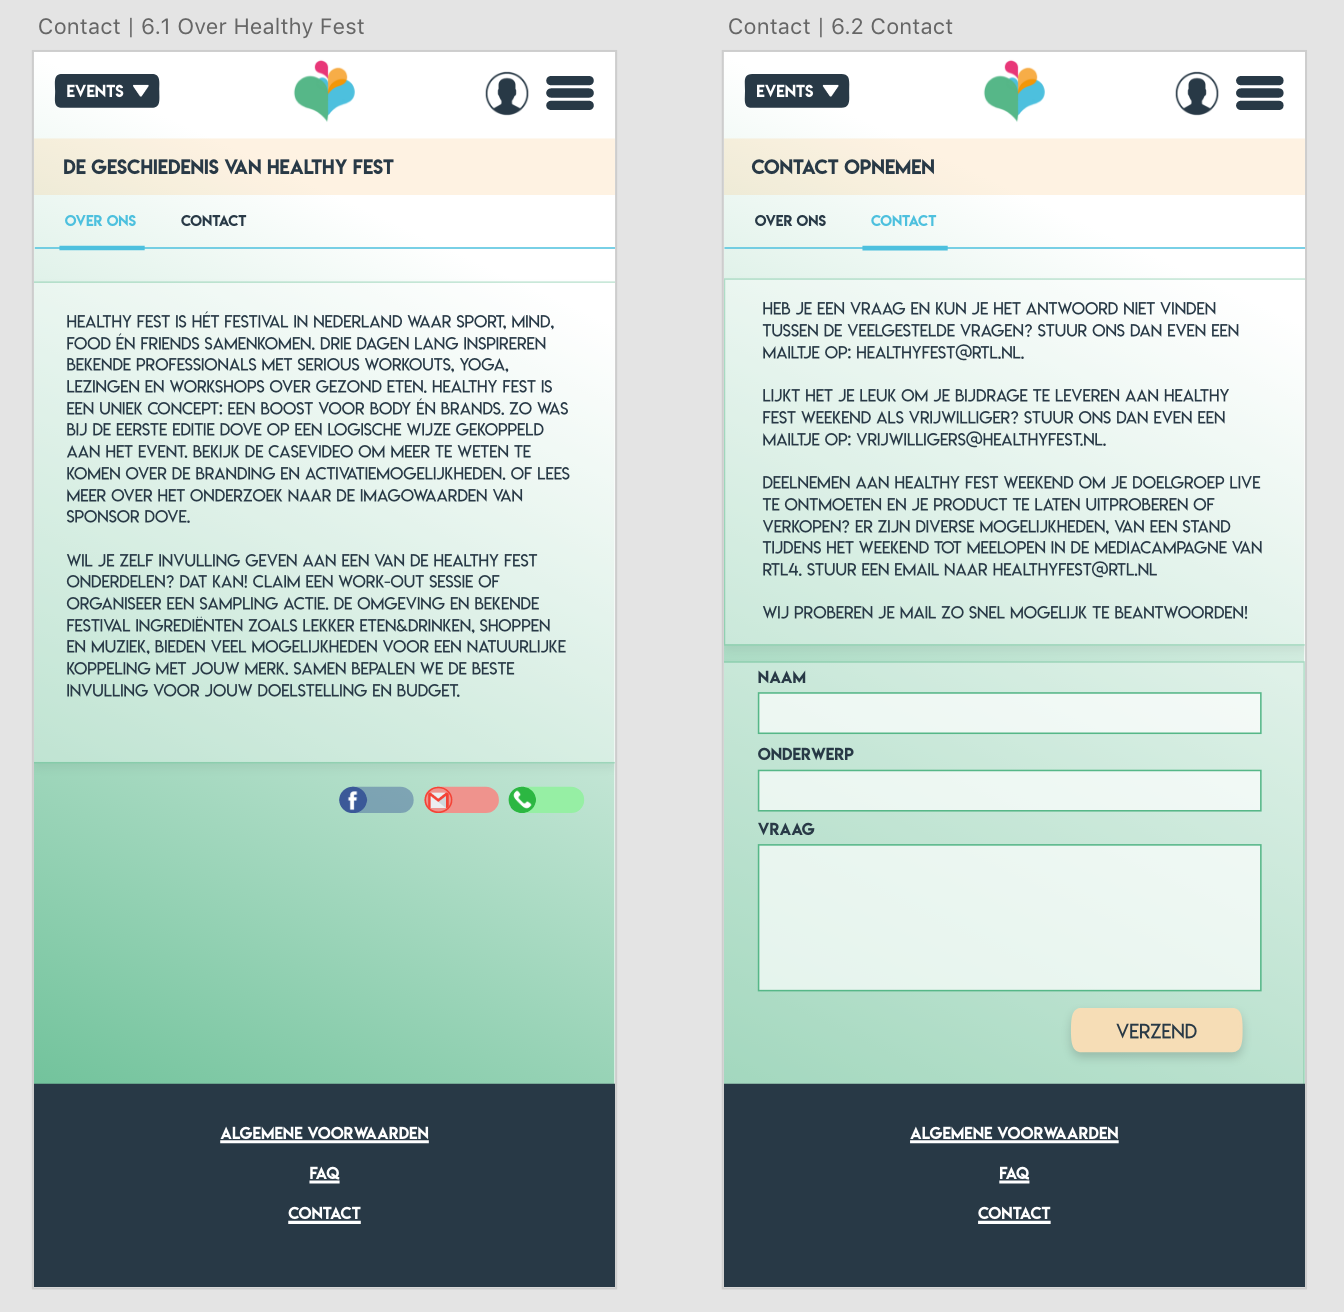 Contact | 6.1 Over Healthy Fest
EVENTS ▼
DE GESCHIEDENIS VAN HEALTHY FEST
OVER ONS
CONTACT
HEALTHY FEST IS HÉT FESTIVAL IN NEDERLAND WAAR SPORT, MIND,
FOOD ÉN FRIENDS SAMENKOMEN. DRIE DAGEN LANG INSPIREREN
BEKENDE PROFESSIONALS MET SERIOUS WORKOUTS, YOGA,
LEZINGEN EN WORKSHOPS OVER GEZOND ETEN. HEALTHY FEST IS
EEN UNIEK CONCEPT: EEN BOOST VOOR BODY ÉN BRANDS. ZO WAS
BIJ DE EERSTE EDITIE DOVE OP EEN LOGISCHE WIJZE GEKOPPELD
AAN HET EVENT. BEKIJK DE CASEVIDEO OM MEER TE WETEN TE
KOMEN OVER DE BRANDING EN ACTIVATIEMOGELIJKHEDEN. OF LEES
MEER OVER HET ONDERZOEK NAAR DE IMAGOWAARDEN VAN
SPONSOR DOVE.
WIL JE ZELF INVULLING GEVEN AAN EEN VAN DE HEALTHY FEST
ONDERDELEN? DAT KAN! CLAIM EEN WORK-OUT SESSIE OF
ORGANISEER EEN SAMPLING ACTIE. DE OMGEVING EN BEKENDE
FESTIVAL INGREDIËNTEN ZOALS LEKKER ETEN&DRINKEN, SHOPPEN
EN MUZIEK, BIEDEN VEEL MOGELIJKHEDEN VOOR EEN NATUURLIJKE
KOPPELING MET JOUW MERK. SAMEN BEPALEN WE DE BESTE
INVULLING VOOR JOUW DOELSTELLING EN BUDGET.
ALGEMENE VOORWAARDEN
FAQ
CONTACT
Contact | 6.2 Contact
EVENTS ▼
CONTACT OPNEMEN
OVER ONS
CONTACT
HEB JE EEN VRAAG EN KUN JE HET ANTWOORD NIET VINDEN
TUSSEN DE VEELGESTELDE VRAGEN? STUUR ONS DAN EVEN EEN
MAILTJE OP: HEALTHYFEST@RTL.NL.
LIJKT HET JE LEUK OM JE BIJDRAGE TE LEVEREN AAN HEALTHY
FEST WEEKEND ALS VRIJWILLIGER? STUUR ONS DAN EVEN EEN
MAILTJE OP: VRIJWILLIGERS@HEALTHYFEST.NL.
DEELNEMEN AAN HEALTHY FEST WEEKEND OM JE DOELGROEP LIVE
TE ONTMOETEN EN JE PRODUCT TE LATEN UITPROBEREN OF
VERKOPEN? ER ZIJN DIVERSE MOGELIJKHEDEN, VAN EEN STAND
TIJDENS HET WEEKEND TOT MEELOPEN IN DE MEDIACAMPAGNE VAN
RTL4. STUUR EEN EMAIL NAAR HEALTHYFEST@RTL.NL
WIJ PROBEREN JE MAIL ZO SNEL MOGELIJK TE BEANTWOORDEN!
NAAM
ONDERWERP
VRAAG
VERZEND
ALGEMENE VOORWAARDEN
FAQ
CONTACT